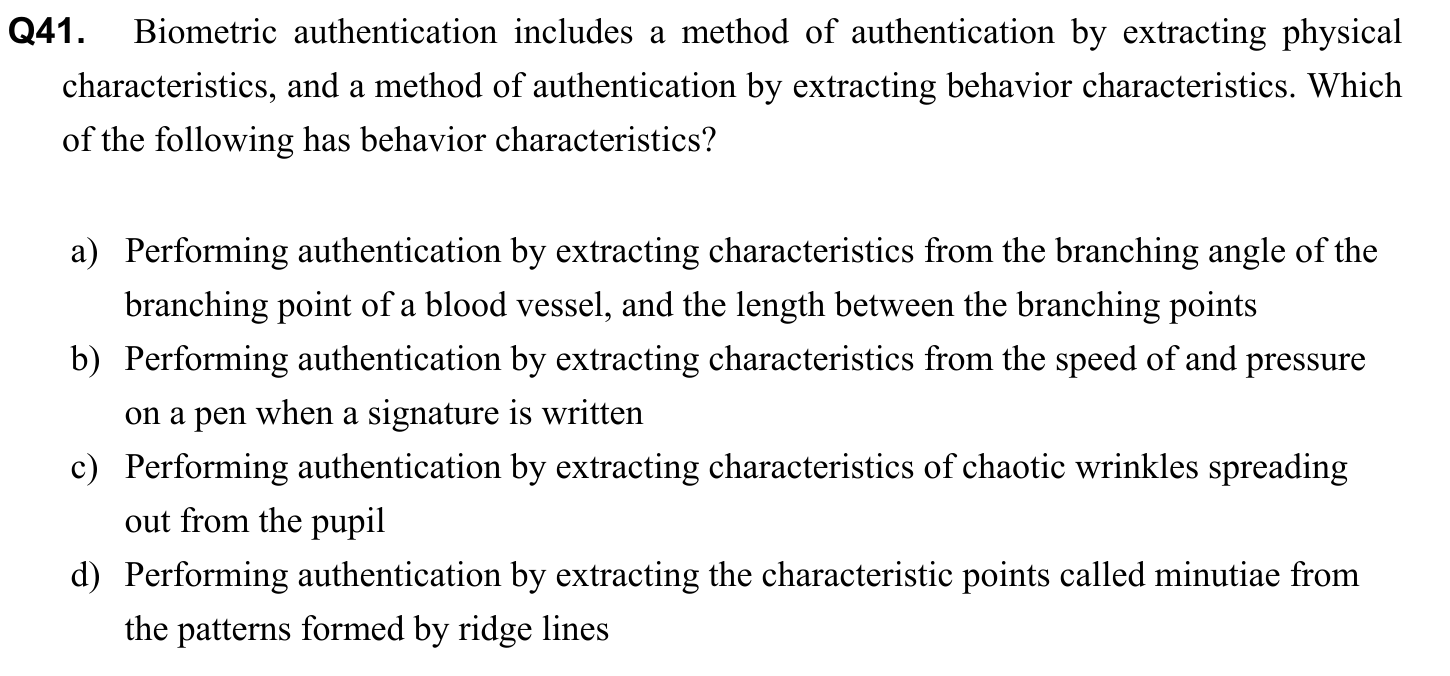 Q41. Biometric authentication includes a method of authentication by extracting physical
characteristics, and a method of authentication by extracting behavior characteristics. Which
of the following has behavior characteristics?
a) Performing authentication by extracting characteristics from the branching angle of the
branching point of a blood vessel, and the length between the branching points
b) Performing authentication by extracting characteristics from the speed of and pressure
on a pen when a signature is written
c) Performing authentication by extracting characteristics of chaotic wrinkles spreading
out from the pupil
d) Performing authentication by extracting the characteristic points called minutiae from
the patterns formed by ridge lines